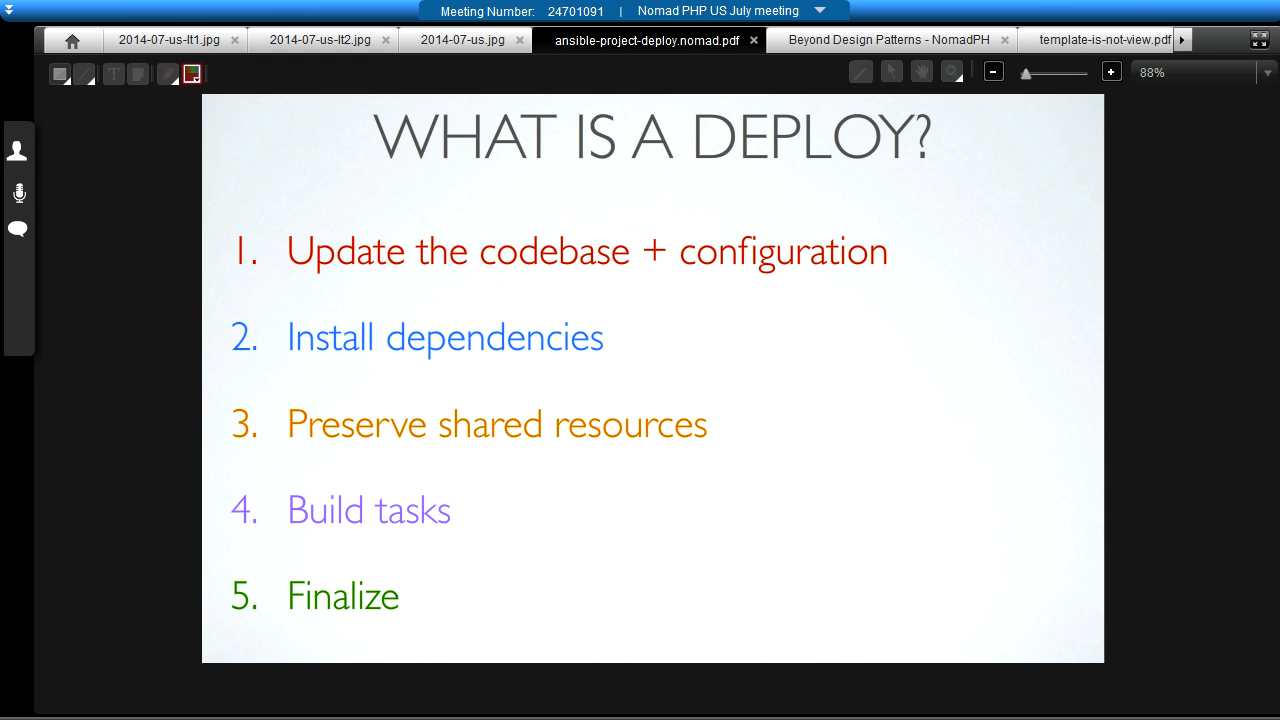 Meeting Number: 24701091 | Nomad PHP US July meeting
2014-07-us-lt1.jpg 2014-07-us-lt2.jpg 2014-07-us.jpg ansible-project-deploy.nomad.pdf Beyond Design Patterns - NomadPH template-is-not-view.pdf
T 88%
WHAT IS A DEPLOY?
1. Update the codebase + configuration
2. Install dependencies
3. Preserve shared resources
4. Build tasks
5. Finalize